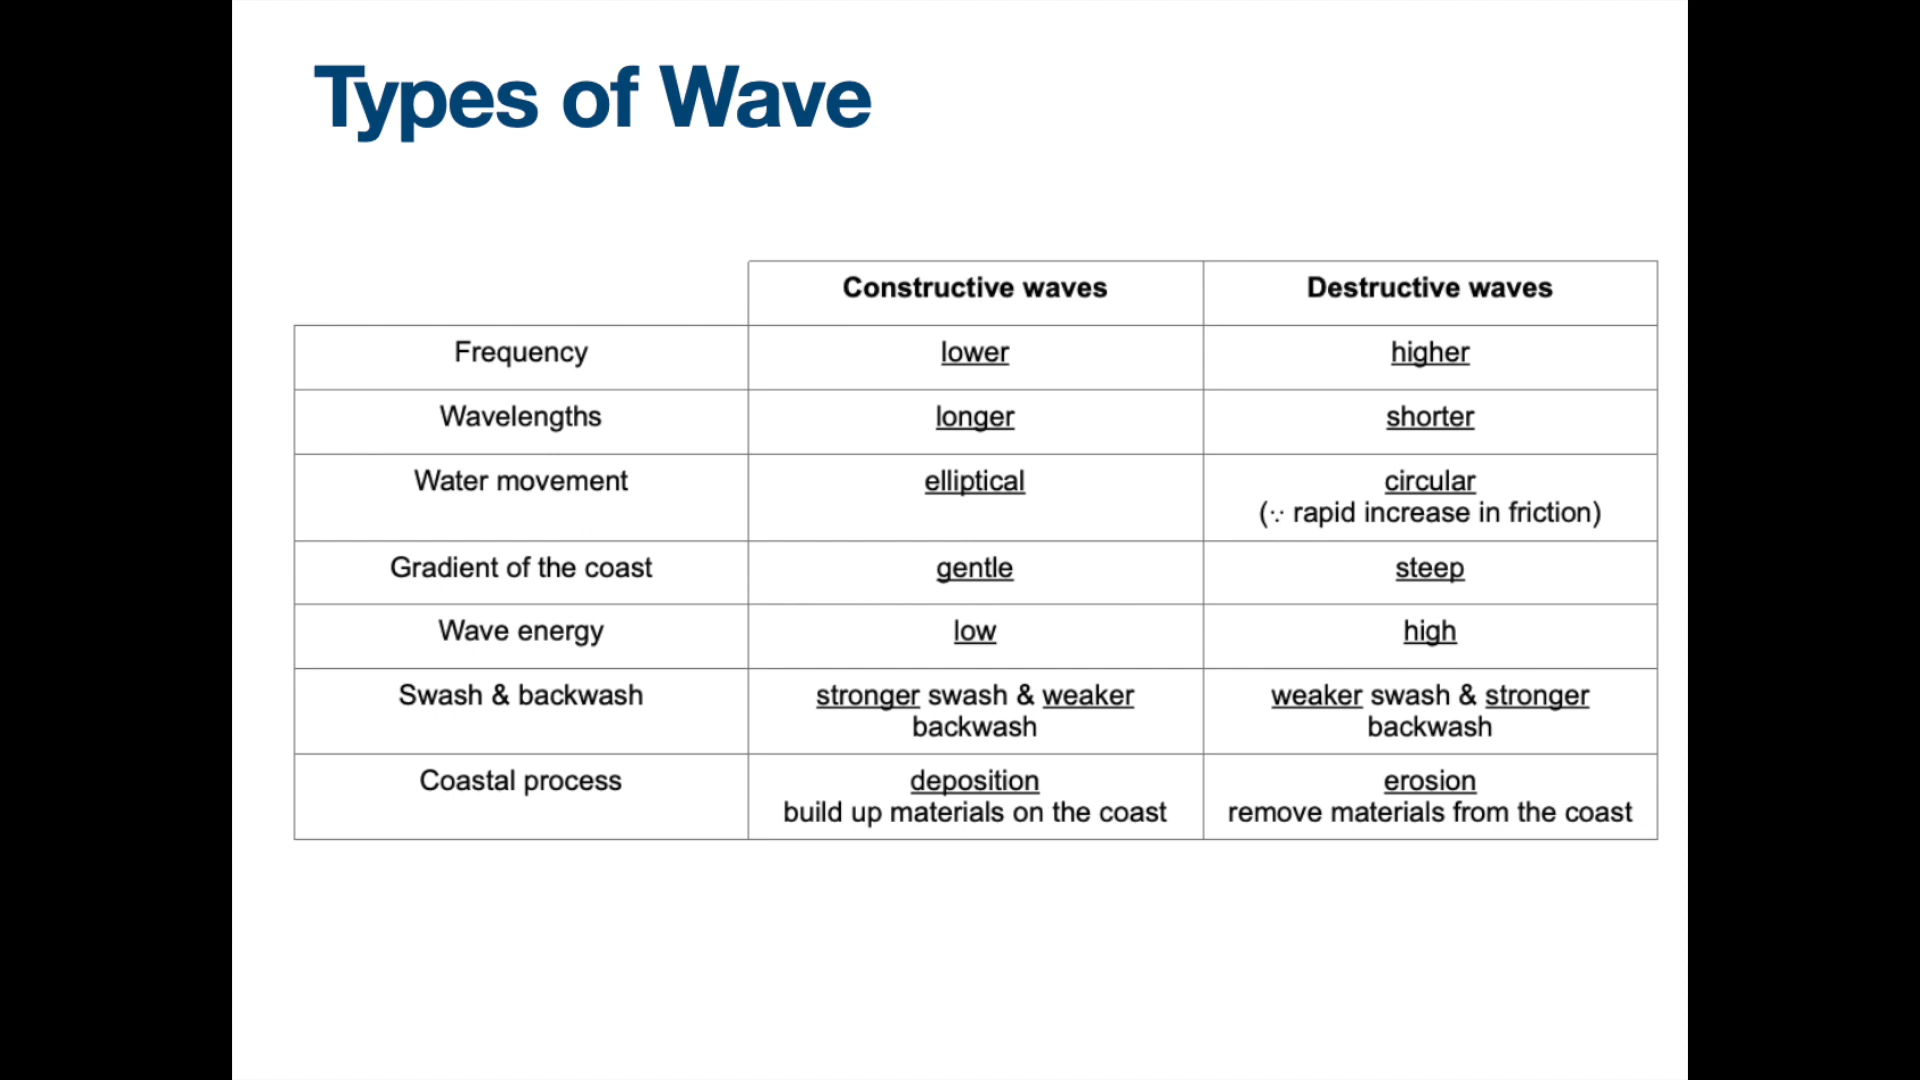 Types of Wave
Constructive waves Destructive waves
Frequency lower higher
Wavelengths longer shorter
Water movement elliptical circular
(∵ rapid increase in friction)
Gradient of the coast gentle steep
Wave energy low high
Swash & backwash stronger swash & weaker weaker swash & stronger
backwash backwash
Coastal process deposition erosion
build up materials on the coast remove materials from the coast